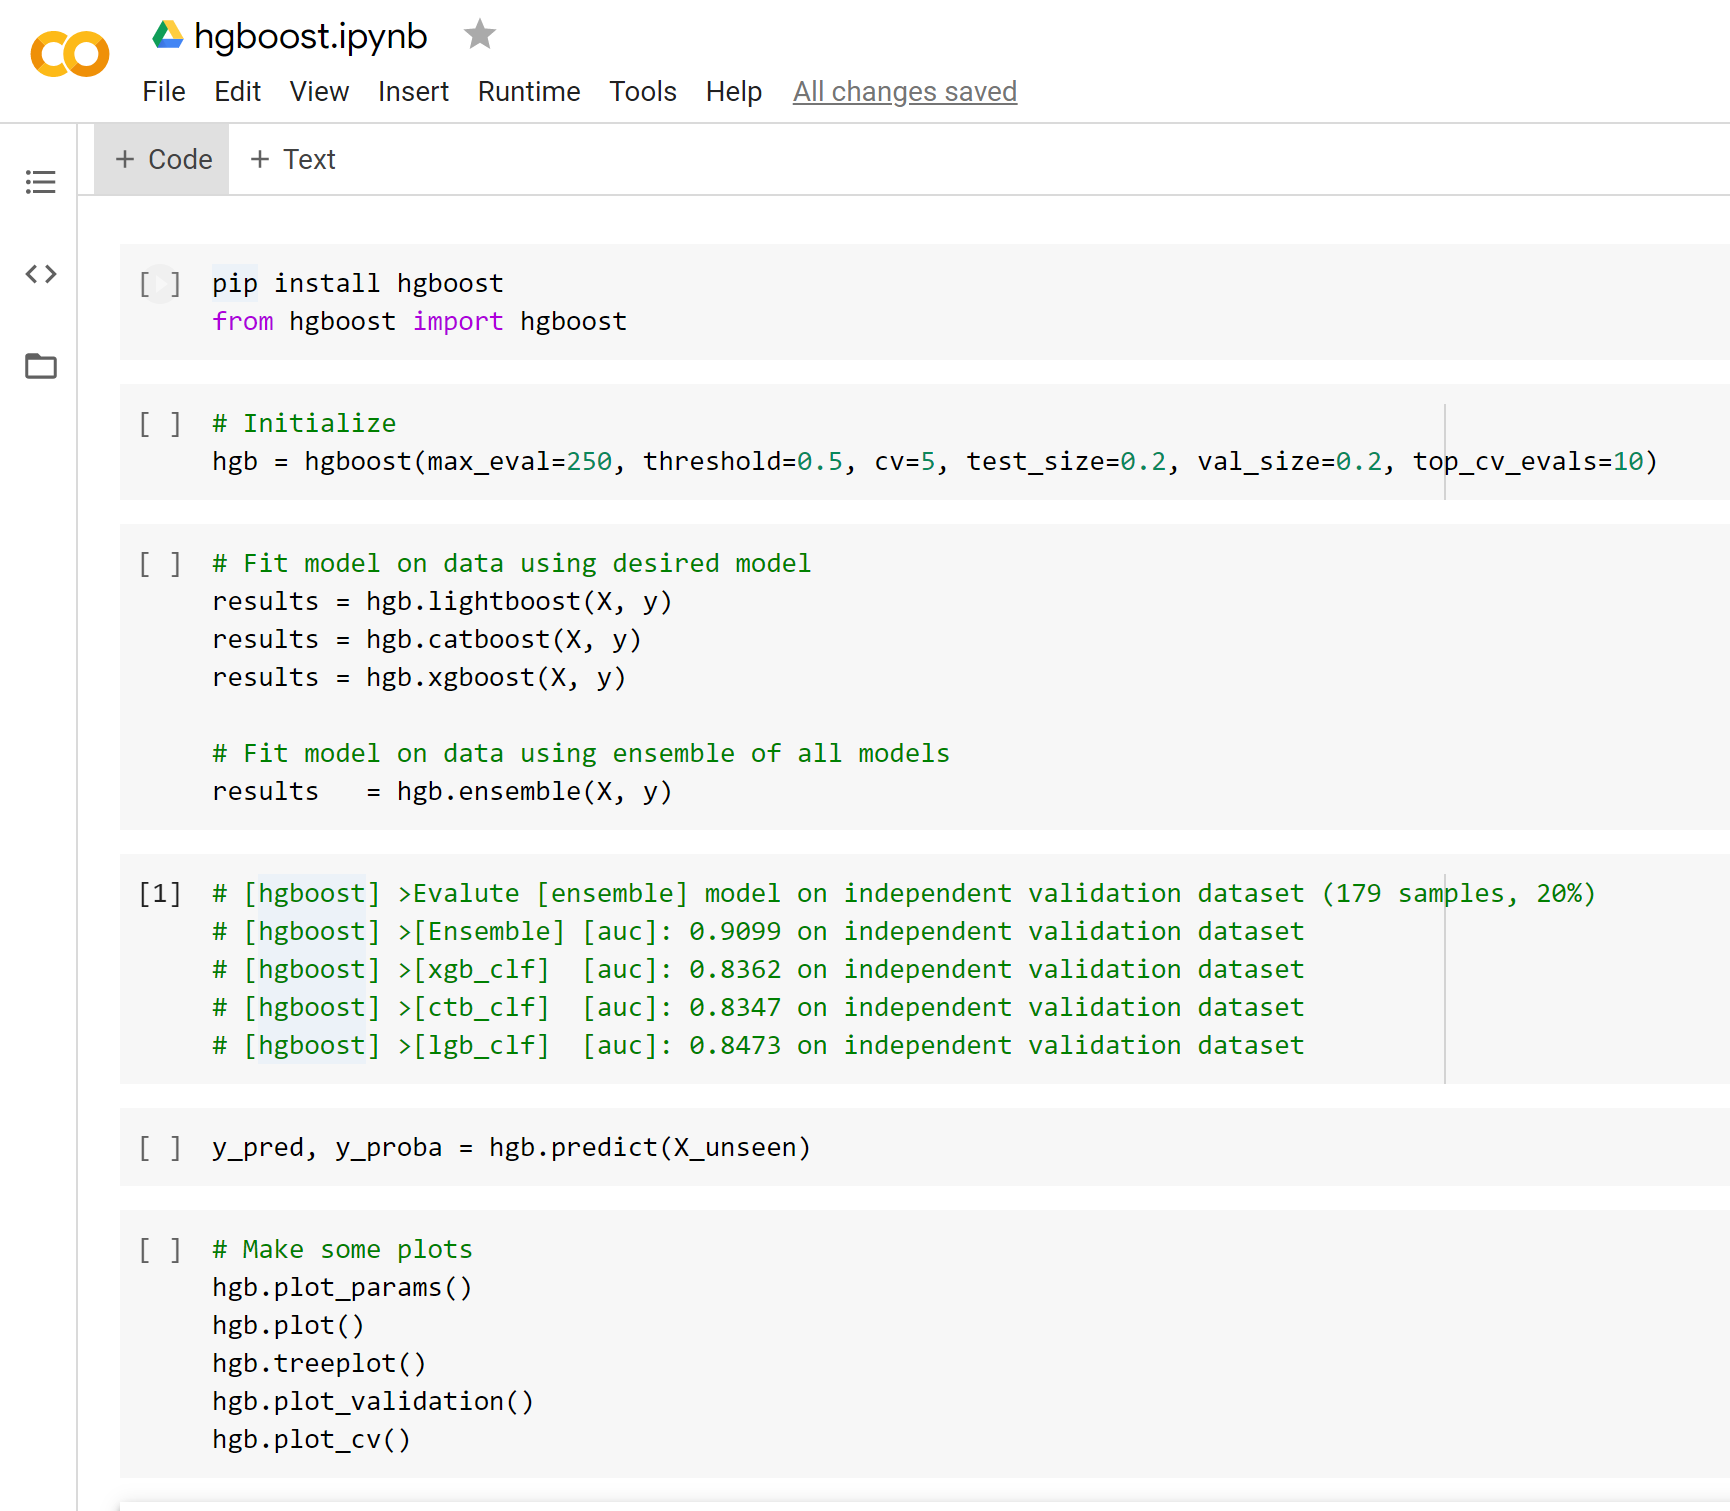 hgboost.ipynb
File Edit View Insert Runtime Tools Help All changes saved
+ Code + Text
[ ] pip install hgboost
from hgboost import hgboost
[ ] # Initialize
hgb = hgboost(max_eval=250, threshold=0.5, cv=5, test_size=0.2, val_size=0.2, top_cv_evals=10)
[ ] # Fit model on data using desired model
results = hgb.lightboost(X, y)
results = hgb.catboost(X, y)
results = hgb.xgboost(X, y)
# Fit model on data using ensemble of all models
results   = hgb.ensemble(X, y)
[1] # [hgboost] >Evalute [ensemble] model on independent validation dataset (179 samples, 20%)
# [hgboost] >[Ensemble] [auc]: 0.9099 on independent validation dataset
# [hgboost] >[xgb_clf]  [auc]: 0.8362 on independent validation dataset
# [hgboost] >[ctb_clf]  [auc]: 0.8347 on independent validation dataset
# [hgboost] >[lgb_clf]  [auc]: 0.8473 on independent validation dataset
[ ] y_pred, y_proba = hgb.predict(X_unseen)
[ ] # Make some plots
hgb.plot_params()
hgb.plot()
hgb.treeplot()
hgb.plot_validation()
hgb.plot_cv()